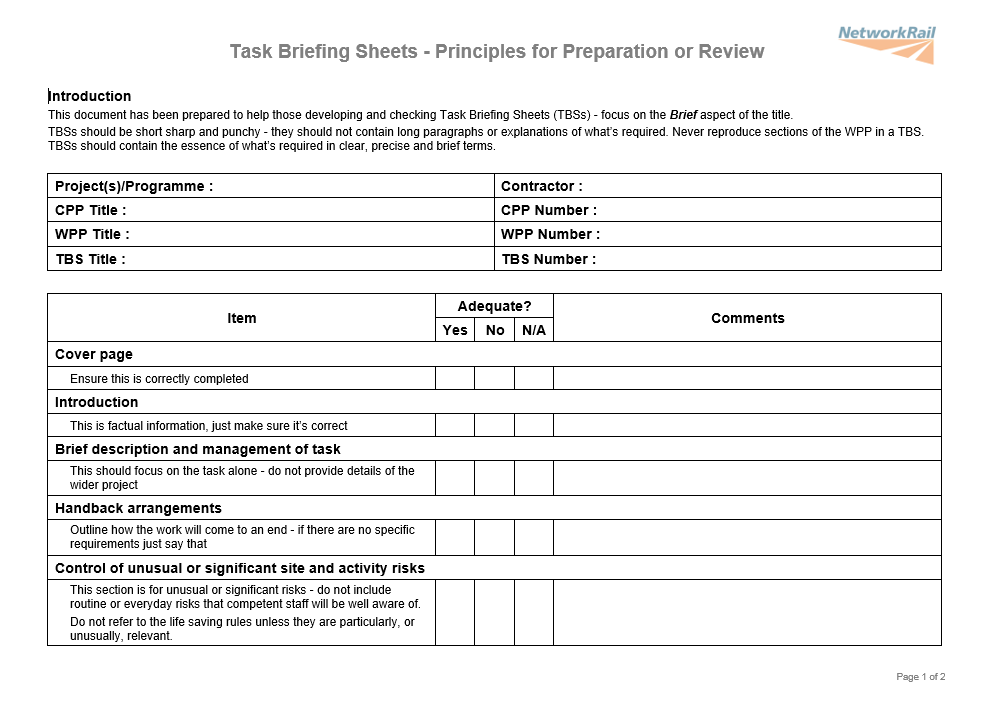 NetworkRail
Task Briefing Sheets - Principles for Preparation or Review
Introduction
This document has been prepared to help those developing and checking Task Briefing Sheets (TBSs) - focus on the Brief aspect of the title.
TBSs should be short sharp and punchy - they should not contain long paragraphs or explanations of what's required. Never reproduce sections of the WPP in a TBS.
TBSs should contain the essence of what's required in clear, precise and brief terms.
Project(s)/Programme :
Contractor :
CPP Title :
CPP Number :
WPP Title :
WPP Number :
TBS Title :
TBS Number :
Item
Adequate?
Comments
Yes
No
N/A
Cover page
Ensure this is correctly completed
Introduction
This is factual information, just make sure it's correct
Brief description and management of task
This should focus on the task alone - do not provide details of the
wider project
Handback arrangements
Outline how the work will come to an end - if there are no specific
requirements just say that
Control of unusual or significant site and activity risks
This section is for unusual or significant risks - do not include
routine or everyday risks that competent staff will be well aware of.
Do not refer to the life saving rules unless they are particularly, or
unusually, relevant.
Page 1 of 2